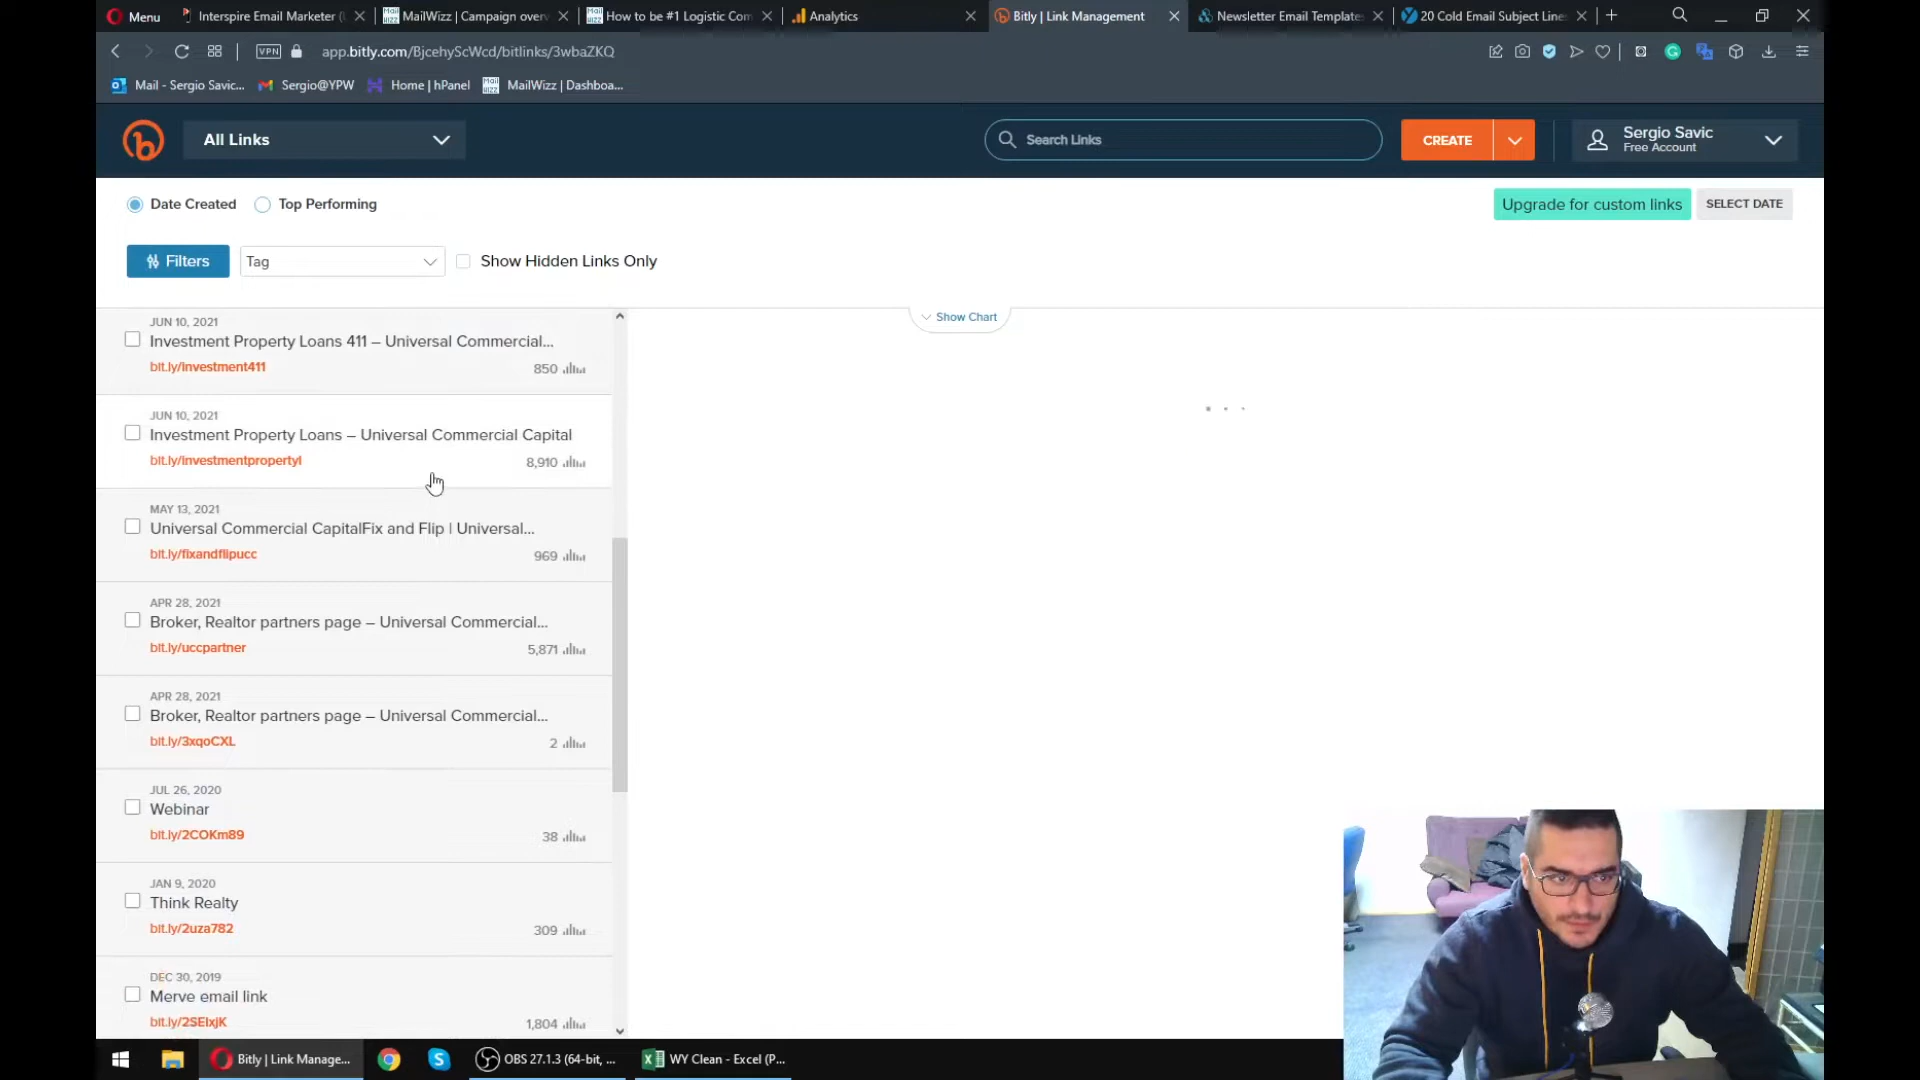 Menu
Interspire Email Marketer (
MailWizz | Campaign overv
How to be #1 Logistic Com
Analytics
Bitly | Link Management
Newsletter Email Template
20 Cold Email Subject Line
VPN
app.bitly.com/BjcehyScWcd/bitlinks/3wbaZKQ
Mail - Sergio Savic...
Sergio@YPW
Home | hPanel
MailWizz | Dashboa...
All Links
Search Links
CREATE
Sergio Savic
Free Account
Date Created
Top Performing
Upgrade for custom links
SELECT DATE
Filters
Tag
Show Hidden Links Only
Show Chart
JUN 10, 2021
Investment Property Loans 411 – Universal Commercial...
bit.ly/investment411
850
JUN 10, 2021
Investment Property Loans – Universal Commercial Capital
bit.ly/investmentpropertyl
8,910
MAY 13, 2021
Universal Commercial CapitalFix and Flip | Universal...
bit.ly/fixandflipucc
969
APR 28, 2021
Broker, Realtor partners page – Universal Commercial...
bit.ly/uccpartner
5,871
APR 28, 2021
Broker, Realtor partners page – Universal Commercial...
bit.ly/3xqoCXL
2
JUL 26, 2020
Webinar
bit.ly/2COKm89
38
JAN 9, 2020
Think Realty
bit.ly/2uza782
309
DEC 30, 2019
Merve email link
bit.ly/2SElxjK
1,804
Bitly | Link Manage...
OBS 27.1.3 (64-bit, ...
WY Clean - Excel (P...